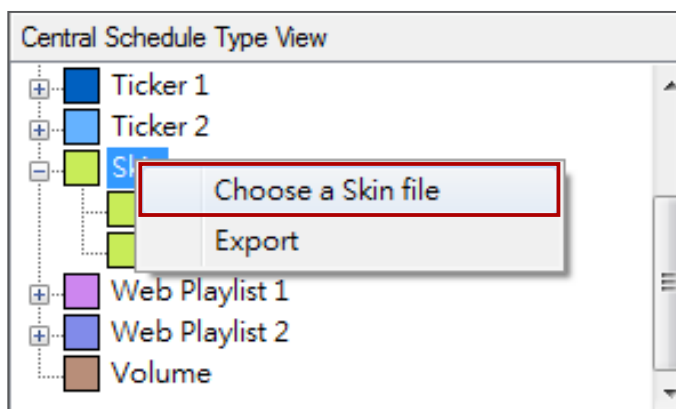 Central Schedule Type View
Ticker 1
Ticker 2
Choose a Skin file
Export
Web Playlist 1
Web Playlist 2
Volume